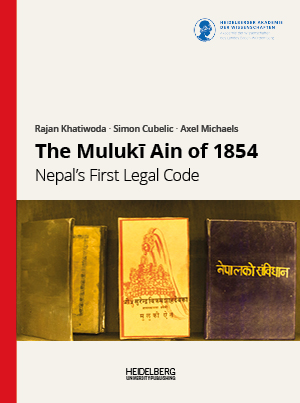 HEIDELBERGER AKADEMIE
DER WISSENSCHAFTEN
Rajan Khatiwoda · Simon Cubelic · Axel Michaels
The Mulukī Ain of 1854
Nepal’s First Legal Code
मुलुकी ऐन
नेपालको संविधान
HEIDELBERG
UNIVERSITY PUBLISHING